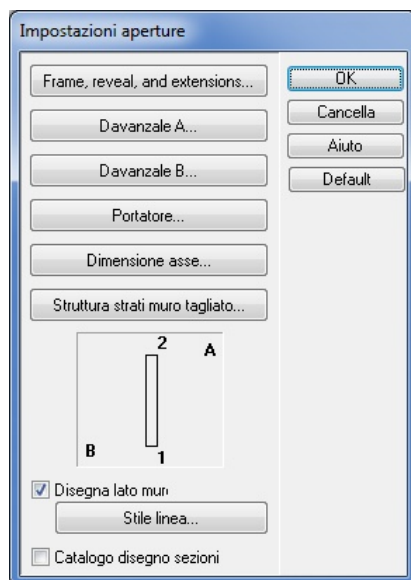 Impostazioni aperture
Frame, reveal, and extensions...
Davanzale A...
Davanzale B...
Portatore...
Dimensione asse...
Struttura strati muro tagliato...
2
A
B
1
Disegna lato muri
Stile linea...
Catalogo disegno sezioni
OK
Cancella
Aiuto
Default